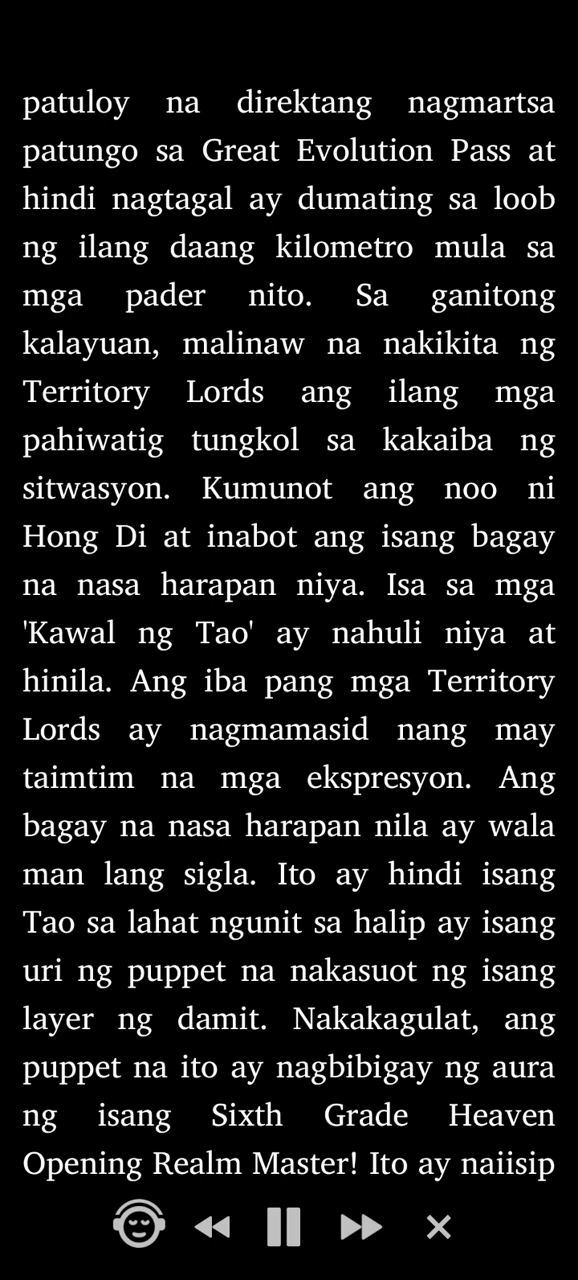 patuloy na direktang nagmartsa
patungo sa Great Evolution Pass at
hindi nagtagal ay dumating sa loob
ng ilang daang kilometro mula sa
mga pader nito. Sa ganitong
kalayuan, malinaw na nakikita ng
Territory Lords ang ilang mga
pahiwatig tungkol sa kakaiba ng
sitwasyon. Kumunot ang noo ni
Hong Di at inabot ang isang bagay
na nasa harapan niya. Isa sa mga
'Kawal ng Tao' ay nahuli niya at
hinila. Ang iba pang mga Territory
Lords ay nagmamasid nang may
taimtim na mga ekspresyon. Ang
bagay na nasa harapan nila ay wala
man lang sigla. Ito ay hindi isang
Tao sa lahat ngunit sa halip ay isang
uri ng puppet na nakasuot ng isang
layer ng damit. Nakakagulat, ang
puppet na ito ay nagbibigay ng aura
ng isang Sixth Grade Heaven
Opening Realm Master! Ito ay naiisip